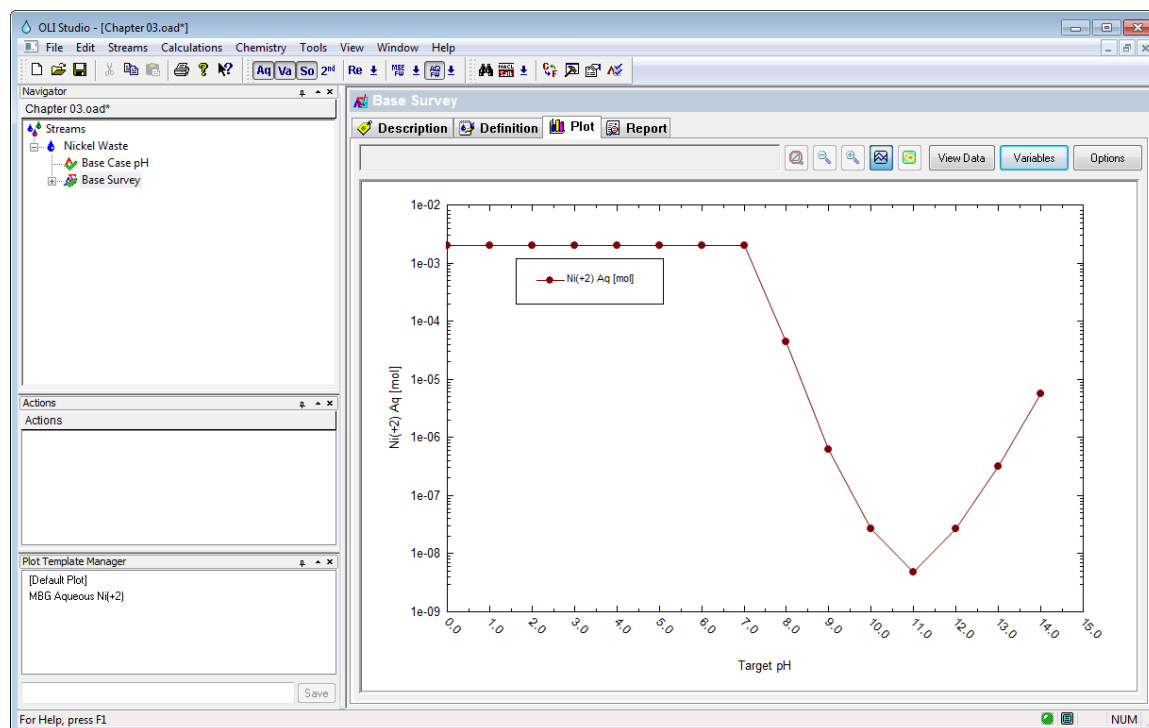 OLI Studio - [Chapter 03.oad*]
File Edit Streams Calculations Chemistry Tools View Window Help
Aq Va So 2nd Re
Navigator
Chapter 03.oad*
Streams
Nickel Waste
Base Case pH
Base Survey
Actions
Actions
Plot Template Manager
[Default Plot]
MBG Aqueous Ni(+2)
Save
Base Survey
Description Definition Plot Report
View Data Variables Options
1e-02
1e-03
1e-04
1e-05
1e-06
1e-07
1e-08
1e-09
Ni(+2) Aq [mol]
Ni(+2) Aq [mol]
0.0 1.0 2.0 3.0 4.0 5.0 6.0 7.0 8.0 9.0 10.0 11.0 12.0 13.0 14.0 15.0
Target pH
For Help, press F1
NUM